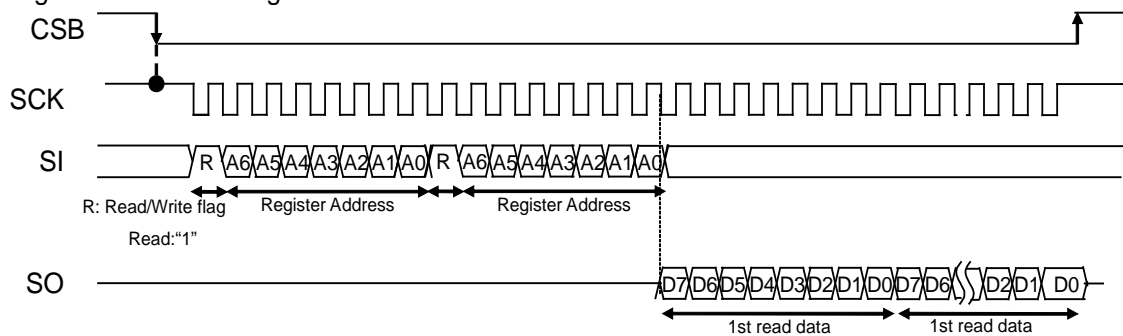 CSB
SCK
SI R A6 A5 A4 A3 A2 A1 A0 R A6 A5 A4 A3 A2 A1 A0
R: Read/Write flag Register Address Register Address
Read:“1”
SO D7 D6 D5 D4 D3 D2 D1 D0 D7 D6 D2 D1 D0
1st read data 1st read data